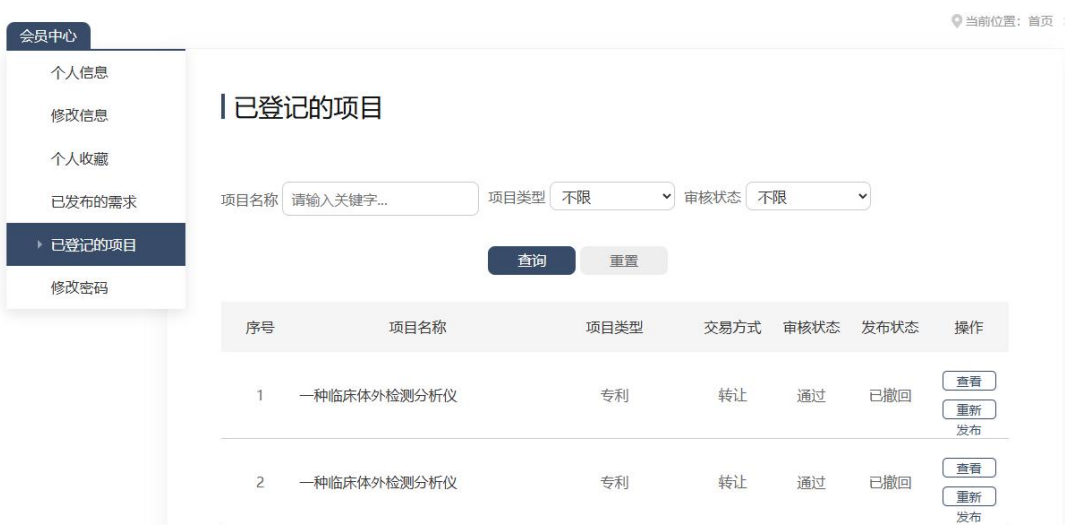 当前位置：首页
会员中心
个人信息
修改信息
个人收藏
已发布的需求
已登记的项目
修改密码
已登记的项目
项目名称 请输入关键字... 项目类型 不限 审核状态 不限
查询 重置
序号 项目名称 项目类型 交易方式 审核状态 发布状态 操作
1 一种临床体外检测分析仪 专利 转让 通过 已撤回 查看
重新
发布
2 一种临床体外检测分析仪 专利 转让 通过 已撤回 查看
重新
发布